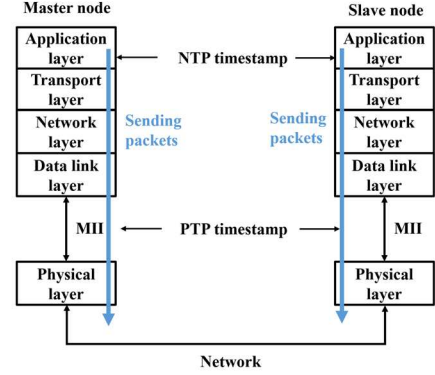 Master node
Slave node
Application
layer
Transport
layer
Network
layer
Data link
layer
MII
Physical
layer
NTP timestamp
Sending
packets
Sending
packets
PTP timestamp
Application
layer
Transport
layer
Network
layer
Data link
layer
MII
Physical
layer
Network